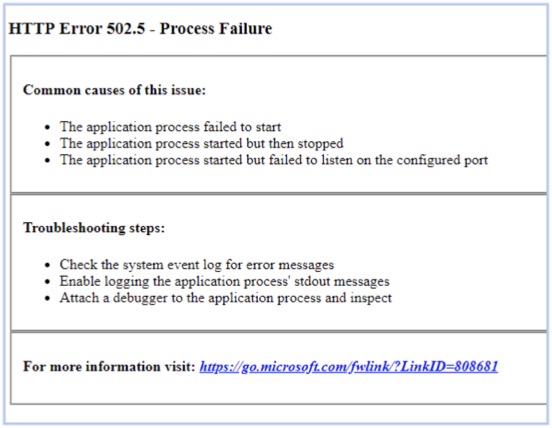 HTTP Error 502.5 - Process Failure
Common causes of this issue:
• The application process failed to start
• The application process started but then stopped
• The application process started but failed to listen on the configured port
Troubleshooting steps:
• Check the system event log for error messages
• Enable logging the application process' stdout messages
• Attach a debugger to the application process and inspect
For more information visit: https://go.microsoft.com/fwlink/?LinkID=808681